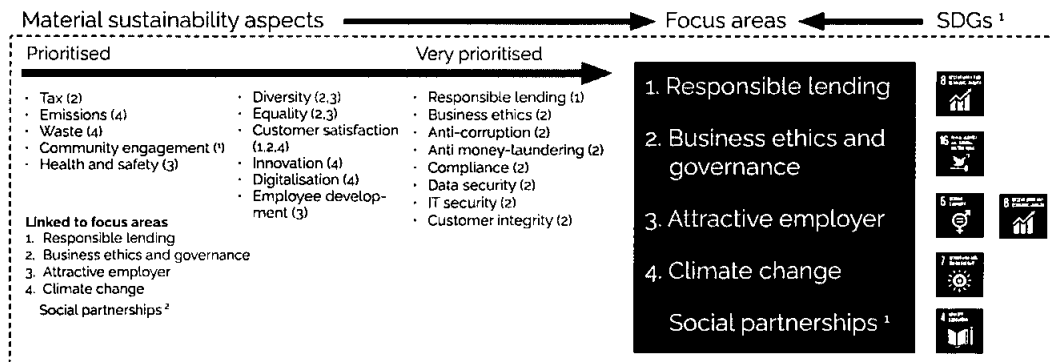 Material sustainability aspects
Focus areas
SDGs ¹
Prioritised
Very prioritised
· Tax (2)
· Emissions (4)
· Waste (4)
· Community engagement (¹)
· Health and safety (3)
· Diversity (2,3)
· Equality (2,3)
· Customer satisfaction
(1,2,4)
· Innovation (4)
· Digitalisation (4)
· Employee develop-
ment (3)
· Responsible lending (1)
· Business ethics (2)
· Anti-corruption (2)
· Anti money-laundering (2)
· Compliance (2)
· Data security (2)
· IT security (2)
· Customer integrity (2)
Linked to focus areas
1. Responsible lending
2. Business ethics and governance
3. Attractive employer
4. Climate change
Social partnerships ²
1. Responsible lending
2. Business ethics and
governance
3. Attractive employer
4. Climate change
Social partnerships ¹
8
16
5
8
7
4